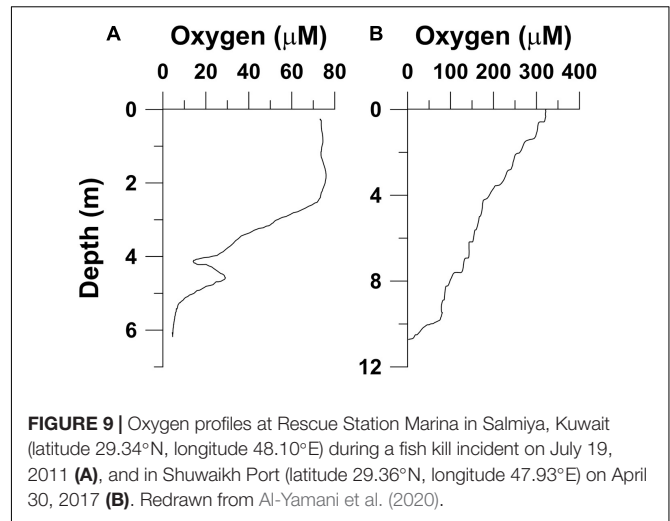 A Oxygen (μM) B Oxygen (μM)
0 20 40 60 80 0 100 200 300 400
0 0
2
4
4
8
6
12
Depth (m)
FIGURE 9 | Oxygen profiles at Rescue Station Marina in Salmiya, Kuwait
(latitude 29.34°N, longitude 48.10°E) during a fish kill incident on July 19,
2011 (A), and in Shuwaikh Port (latitude 29.36°N, longitude 47.93°E) on April
30, 2017 (B). Redrawn from Al-Yamani et al. (2020).